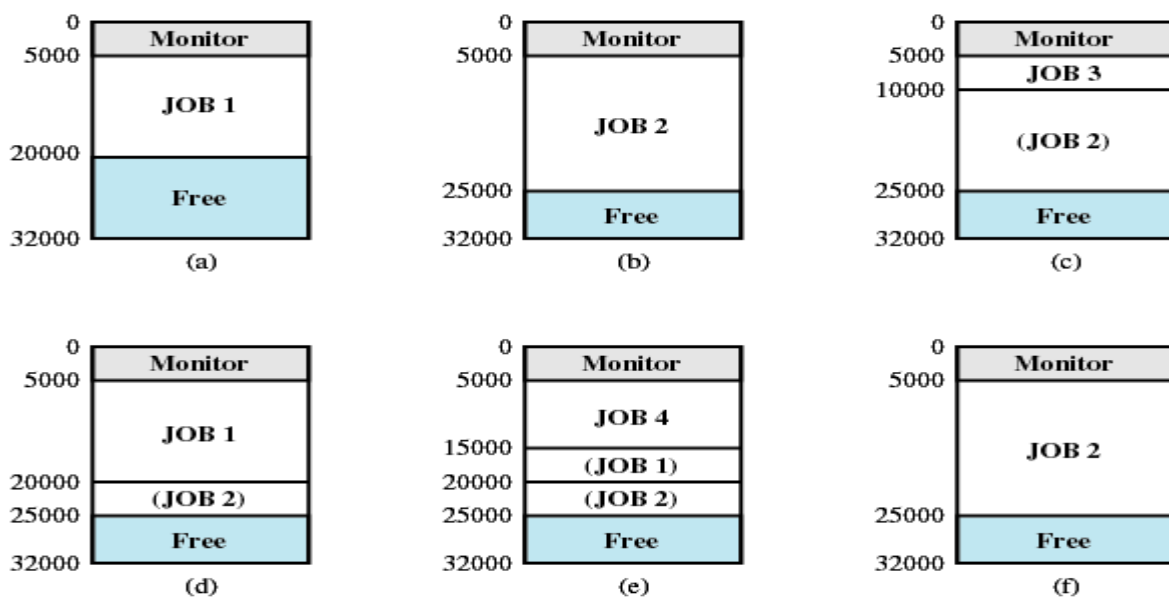 0
Monitor
5000
JOB 1
20000
Free
32000
(a)
0
Monitor
5000
JOB 2
25000
Free
32000
(b)
0
Monitor
5000
JOB 3
10000
(JOB 2)
25000
Free
32000
(c)
0
Monitor
5000
JOB 1
20000
(JOB 2)
25000
Free
32000
(d)
0
Monitor
5000
JOB 4
15000
(JOB 1)
20000
(JOB 2)
25000
Free
32000
(e)
0
Monitor
5000
JOB 2
25000
Free
32000
(f)